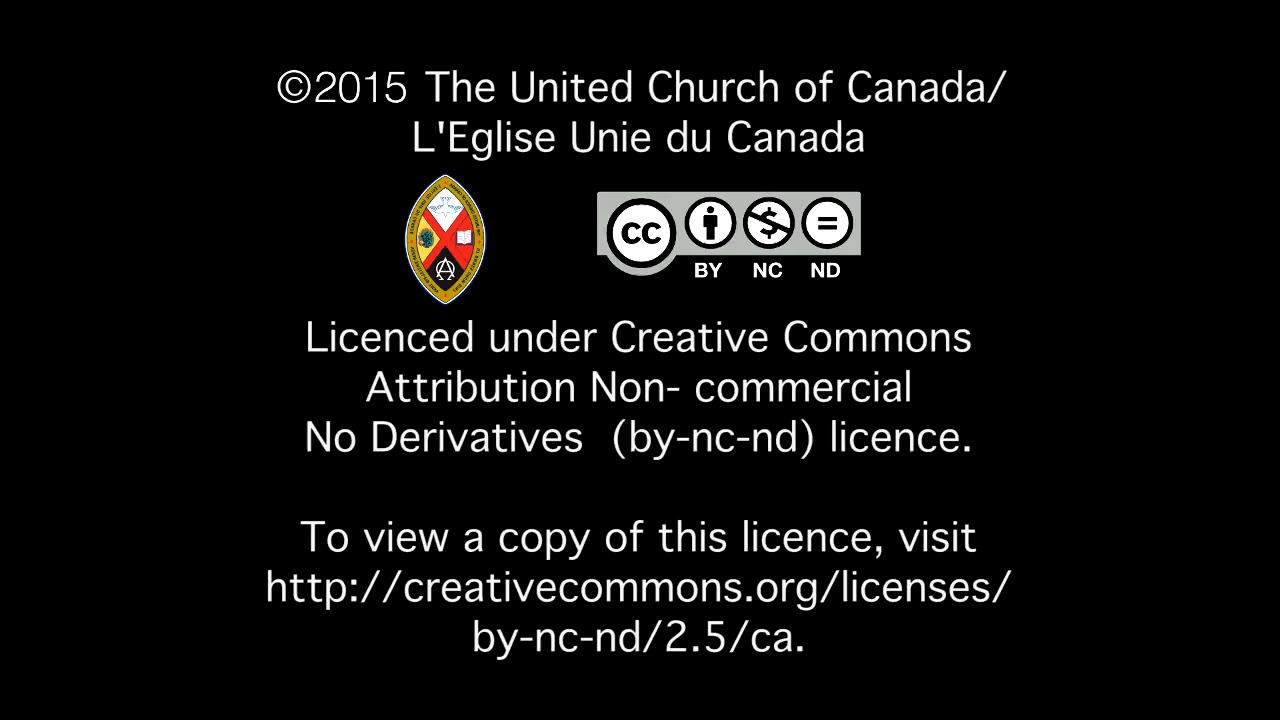 ©2015 The United Church of Canada/
L'Eglise Unie du Canada
cc
BY NC ND
Licenced under Creative Commons
Attribution Non- commercial
No Derivatives (by-nc-nd) licence.
To view a copy of this licence, visit
http://creativecommons.org/licenses/
by-nc-nd/2.5/ca.